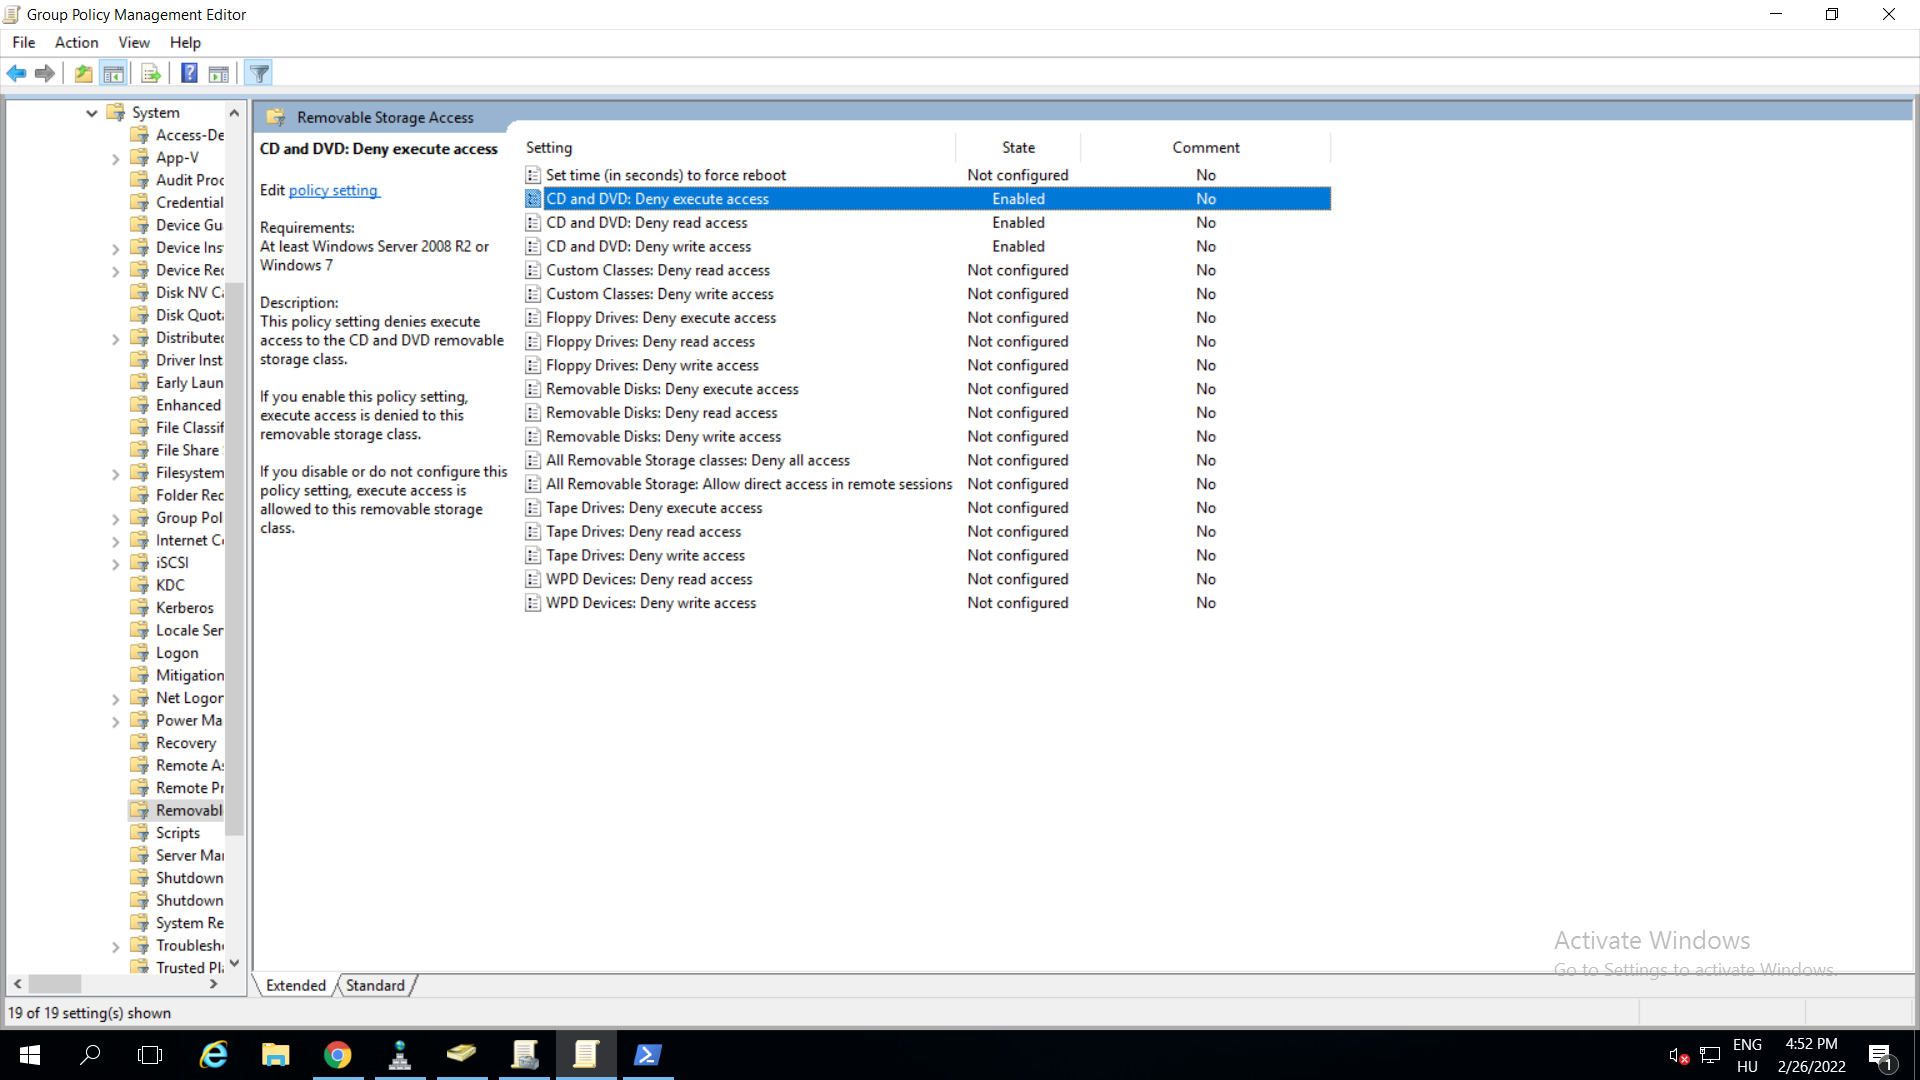 Group Policy Management Editor
File Action View Help
System
Access-De
App-V
Audit Proc
Credential
Device Gu
Device Ins
Device Rec
Disk NV Ca
Disk Quota
Distributed
Driver Inst
Early Laun
Enhanced
File Classif
File Share
Filesystem
Folder Rec
Group Pol
Internet Co
iSCSI
KDC
Kerberos
Locale Ser
Logon
Mitigation
Net Logon
Power Ma
Recovery
Remote As
Remote Pr
Removabl
Scripts
Server Mar
Shutdown
Shutdown
System Re
Troublesho
Trusted Pla
Removable Storage Access
CD and DVD: Deny execute access
Edit policy setting
Requirements:
At least Windows Server 2008 R2 or
Windows 7
Description:
This policy setting denies execute
access to the CD and DVD removable
storage class.
If you enable this policy setting,
execute access is denied to this
removable storage class.
If you disable or do not configure this
policy setting, execute access is
allowed to this removable storage
class.
Setting State Comment
Set time (in seconds) to force reboot Not configured No
CD and DVD: Deny execute access Enabled No
CD and DVD: Deny read access Enabled No
CD and DVD: Deny write access Enabled No
Custom Classes: Deny read access Not configured No
Custom Classes: Deny write access Not configured No
Floppy Drives: Deny execute access Not configured No
Floppy Drives: Deny read access Not configured No
Floppy Drives: Deny write access Not configured No
Removable Disks: Deny execute access Not configured No
Removable Disks: Deny read access Not configured No
Removable Disks: Deny write access Not configured No
All Removable Storage classes: Deny all access Not configured No
All Removable Storage: Allow direct access in remote sessions Not configured No
Tape Drives: Deny execute access Not configured No
Tape Drives: Deny read access Not configured No
Tape Drives: Deny write access Not configured No
WPD Devices: Deny read access Not configured No
WPD Devices: Deny write access Not configured No
Activate Windows
Go to Settings to activate Windows.
Extended Standard
19 of 19 setting(s) shown
ENG 4:52 PM
HU 2/26/2022 1